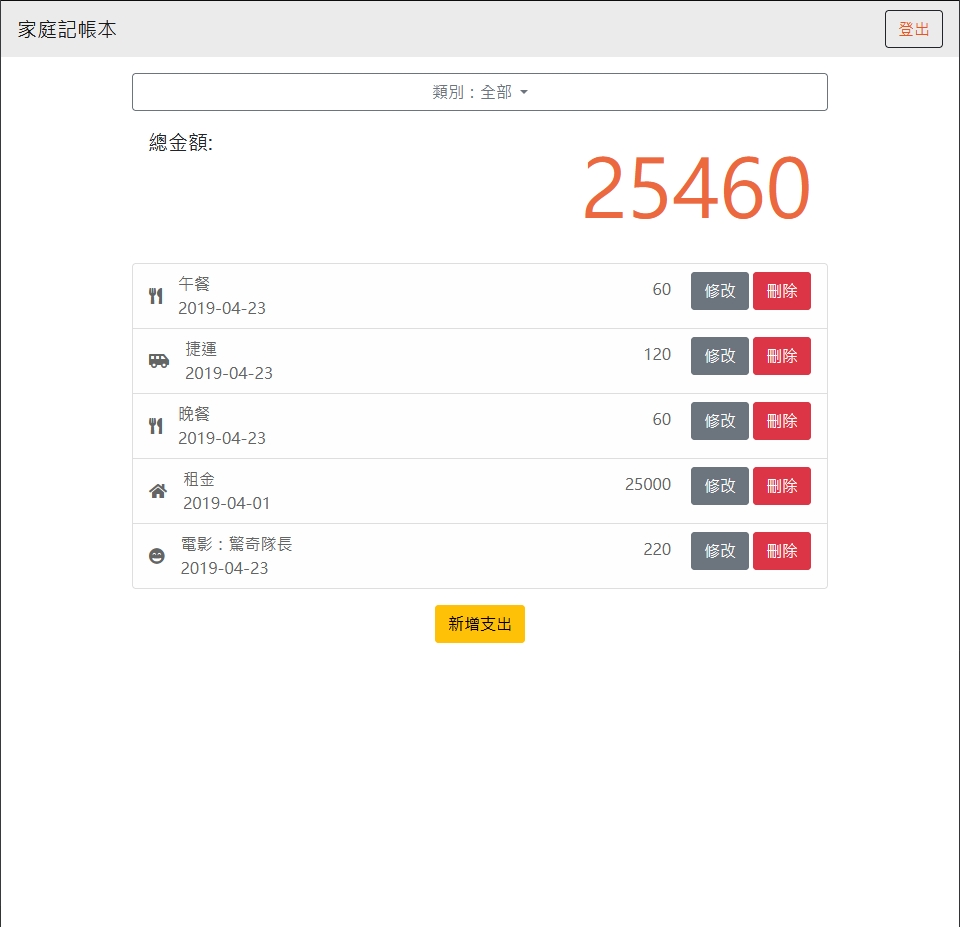 家庭記帳本
登出
類別：全部
總金額:
25460
午餐
2019-04-23
60
修改
刪除
捷運
2019-04-23
120
修改
刪除
晚餐
2019-04-23
60
修改
刪除
租金
2019-04-01
25000
修改
刪除
電影：驚奇隊長
2019-04-23
220
修改
刪除
新增支出